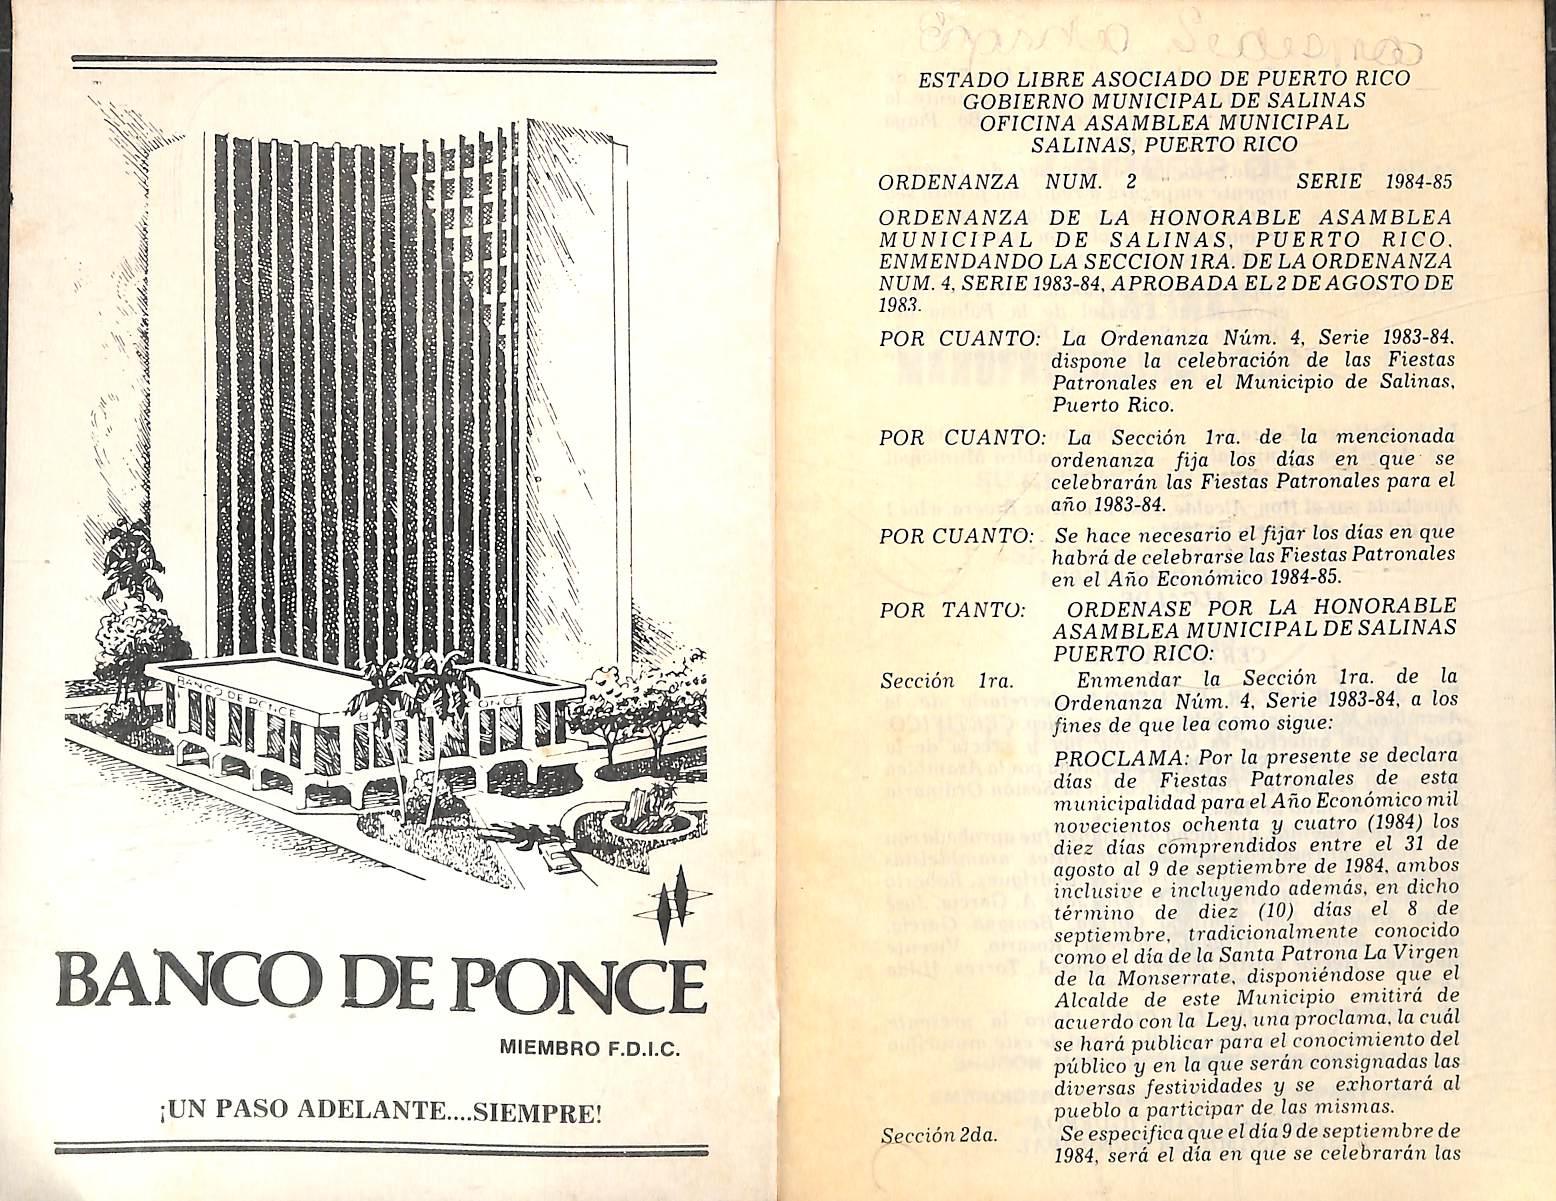 BANCO DE PONCE
BANCO DE PONCE
BANCO DE PONCE
MIEMBRO F.D.I.C.
¡UN PASO ADELANTE....SIEMPRE!
ESTADO LIBRE ASOCIADO DE PUERTO RICO
GOBIERNO MUNICIPAL DE SALINAS
OFICINA ASAMBLEA MUNICIPAL
SALINAS, PUERTO RICO
ORDENANZA NUM. 2 SERIE 1984-85
ORDENANZA DE LA HONORABLE ASAMBLEA
MUNICIPAL DE SALINAS, PUERTO RICO,
ENMENDANDO LA SECCION 1RA. DE LA ORDENANZA
NUM. 4, SERIE 1983-84, APROBADA EL 2 DE AGOSTO DE
1983.
POR CUANTO: La Ordenanza Núm. 4, Serie 1983-84,
dispone la celebración de las Fiestas
Patronales en el Municipio de Salinas,
Puerto Rico.
POR CUANTO: La Sección 1ra. de la mencionada
ordenanza fija los días en que se
celebrarán las Fiestas Patronales para el
año 1983-84.
POR CUANTO: Se hace necesario el fijar los días en que
habrá de celebrarse las Fiestas Patronales
en el Año Económico 1984-85.
POR TANTO: ORDENASE POR LA HONORABLE
ASAMBLEA MUNICIPAL DE SALINAS
PUERTO RICO:
Sección 1ra. Enmendar la Sección 1ra. de la
Ordenanza Núm. 4, Serie 1983-84, a los
fines de que lea como sigue:
PROCLAMA: Por la presente se declara
días de Fiestas Patronales de esta
municipalidad para el Año Económico mil
novecientos ochenta y cuatro (1984) los
diez días comprendidos entre el 31 de
agosto al 9 de septiembre de 1984, ambos
inclusive e incluyendo además, en dicho
término de diez (10) días el 8 de
septiembre, tradicionalmente conocido
como el día de la Santa Patrona La Virgen
de la Monserrate, disponiéndose que el
Alcalde de este Municipio emitirá de
acuerdo con la Ley, una proclama, la cuál
se hará publicar para el conocimiento del
público y en la que serán consignadas las
diversas festividades y se exhortará al
pueblo a participar de las mismas.
Sección 2da. Se especifica que el día 9 de septiembre de
1984, será el día en que se celebrarán las